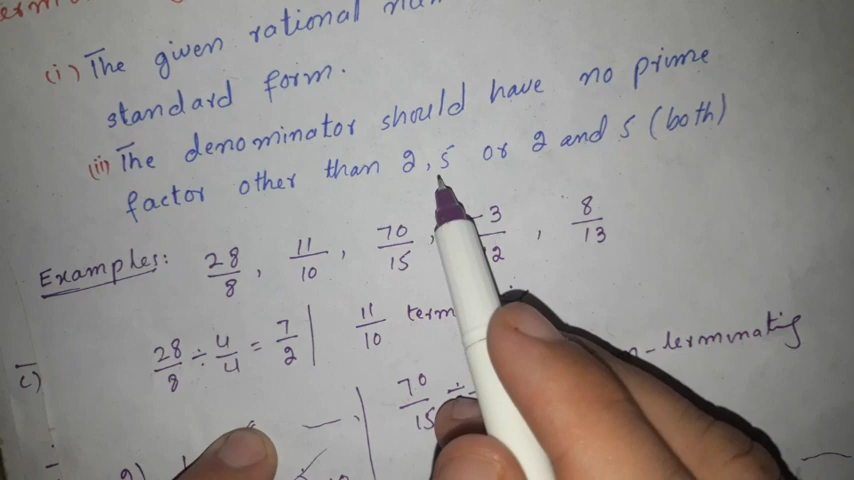 (i) The given rational
standard form.
(ii) The denominator should have no prime
factor other than 2, 5 or 2 and 5 (both)
Examples: 28/8, 11/10, 70/15, -3/2, 8/13
28/8 ÷ 4/4 = 7/2 | 11/10 term
i)
70/15 ÷ n-terminating